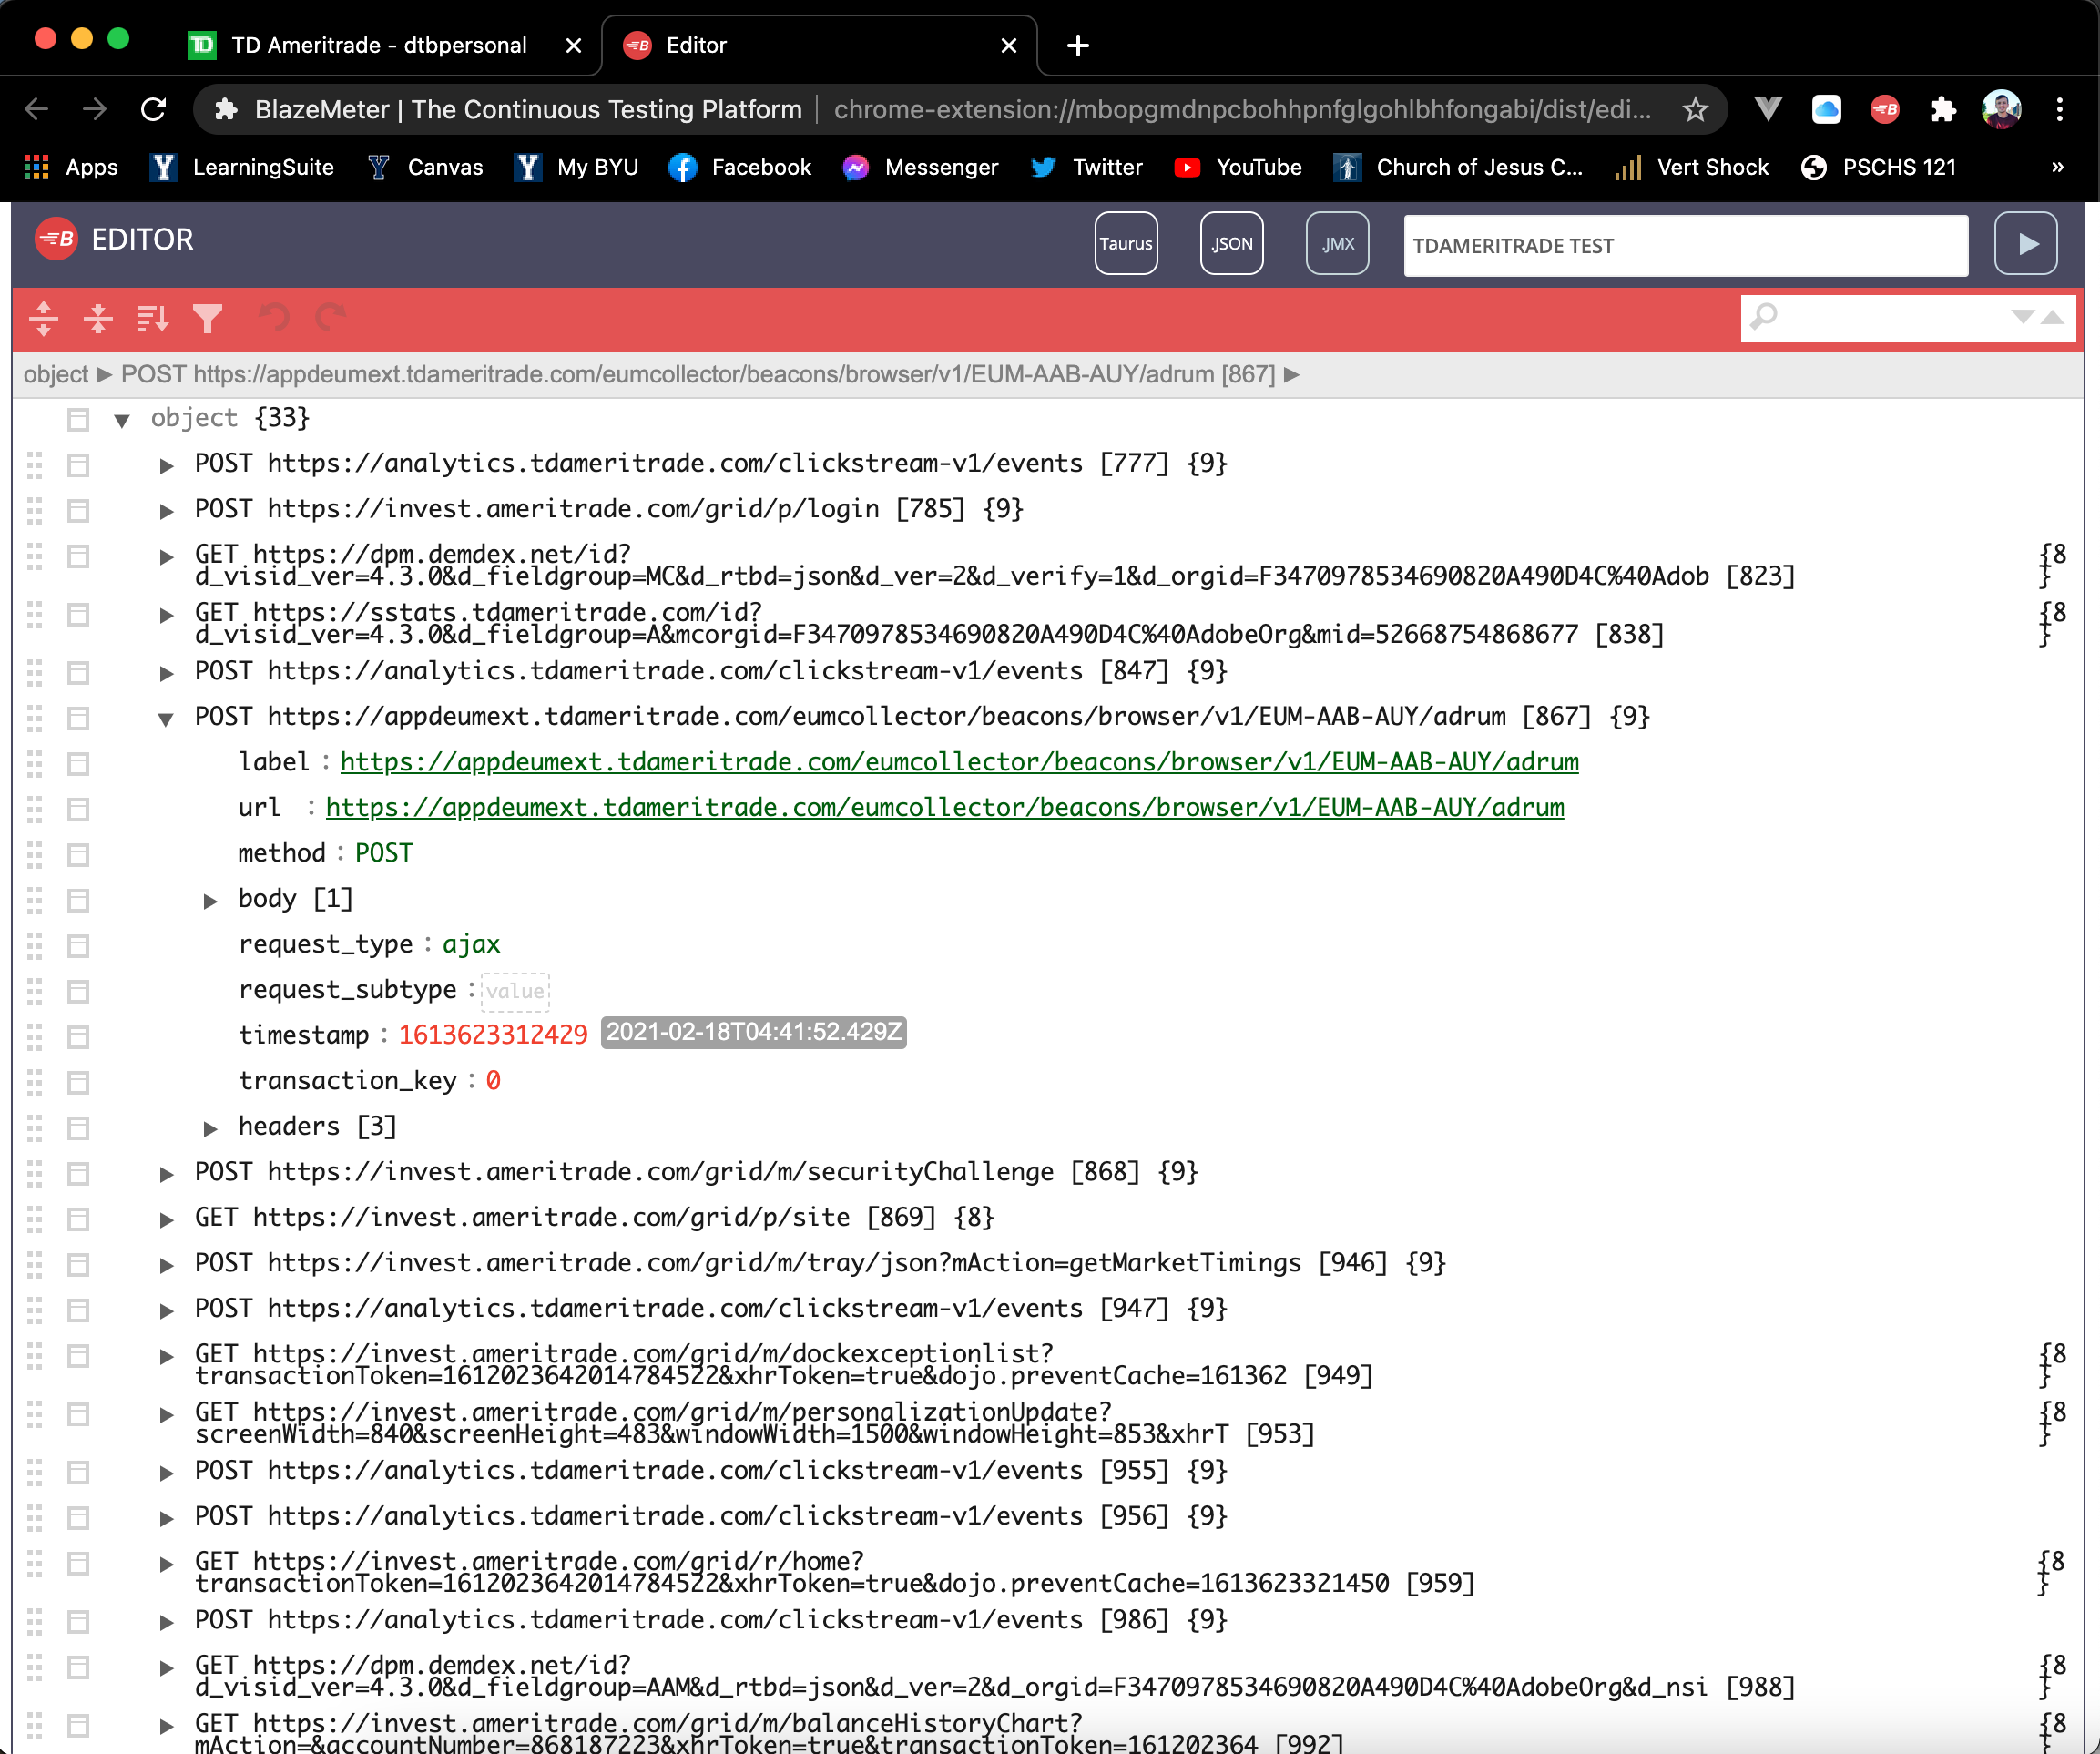 TD Ameritrade - dtbpersonal
Editor
BlazeMeter | The Continuous Testing Platform
chrome-extension://mbopgmdnpcbohhpnfglgohlbhfongabi/dist/edi...
Apps LearningSuite Canvas My BYU Facebook Messenger Twitter YouTube Church of Jesus C... Vert Shock PSCHS 121 »
EDITOR
Taurus
.JSON
.JMX
TDAMERITRADE TEST
object ▶ POST https://appdeumext.tdameritrade.com/eumcollector/beacons/browser/v1/EUM-AAB-AUY/adrum [867] ▶
object {33}
POST https://analytics.tdameritrade.com/clickstream-v1/events [777] {9}
POST https://invest.ameritrade.com/grid/p/login [785] {9}
GET https://dpm.demdex.net/id? {8
d_visid_ver=4.3.0&d_fieldgroup=MC&d_rtbd=json&d_ver=2&d_verify=1&d_orgid=F3470978534690820A490D4C%40Adob [823] }
GET https://sstats.tdameritrade.com/id? {8
d_visid_ver=4.3.0&d_fieldgroup=A&mcorgid=F3470978534690820A490D4C%40AdobeOrg&mid=52668754868677 [838] }
POST https://analytics.tdameritrade.com/clickstream-v1/events [847] {9}
POST https://appdeumext.tdameritrade.com/eumcollector/beacons/browser/v1/EUM-AAB-AUY/adrum [867] {9}
label : https://appdeumext.tdameritrade.com/eumcollector/beacons/browser/v1/EUM-AAB-AUY/adrum
url : https://appdeumext.tdameritrade.com/eumcollector/beacons/browser/v1/EUM-AAB-AUY/adrum
method : POST
body [1]
request_type : ajax
request_subtype : value
timestamp : 1613623312429 2021-02-18T04:41:52.429Z
transaction_key : 0
headers [3]
POST https://invest.ameritrade.com/grid/m/securityChallenge [868] {9}
GET https://invest.ameritrade.com/grid/p/site [869] {8}
POST https://invest.ameritrade.com/grid/m/tray/json?mAction=getMarketTimings [946] {9}
POST https://analytics.tdameritrade.com/clickstream-v1/events [947] {9}
GET https://invest.ameritrade.com/grid/m/dockexceptionlist? {8
transactionToken=1612023642014784522&xhrToken=true&dojo.preventCache=161362 [949] }
GET https://invest.ameritrade.com/grid/m/personalizationUpdate? {8
screenWidth=840&screenHeight=483&windowWidth=1500&windowHeight=853&xhrT [953] }
POST https://analytics.tdameritrade.com/clickstream-v1/events [955] {9}
POST https://analytics.tdameritrade.com/clickstream-v1/events [956] {9}
GET https://invest.ameritrade.com/grid/r/home? {8
transactionToken=1612023642014784522&xhrToken=true&dojo.preventCache=1613623321450 [959] }
POST https://analytics.tdameritrade.com/clickstream-v1/events [986] {9}
GET https://dpm.demdex.net/id? {8
d_visid_ver=4.3.0&d_fieldgroup=AAM&d_rtbd=json&d_ver=2&d_orgid=F3470978534690820A490D4C%40AdobeOrg&d_nsi [988] }
GET https://invest.ameritrade.com/grid/m/balanceHistoryChart? {8
mAction=&accountNumber=868187223&xhrToken=true&transactionToken=161202364 [992] }